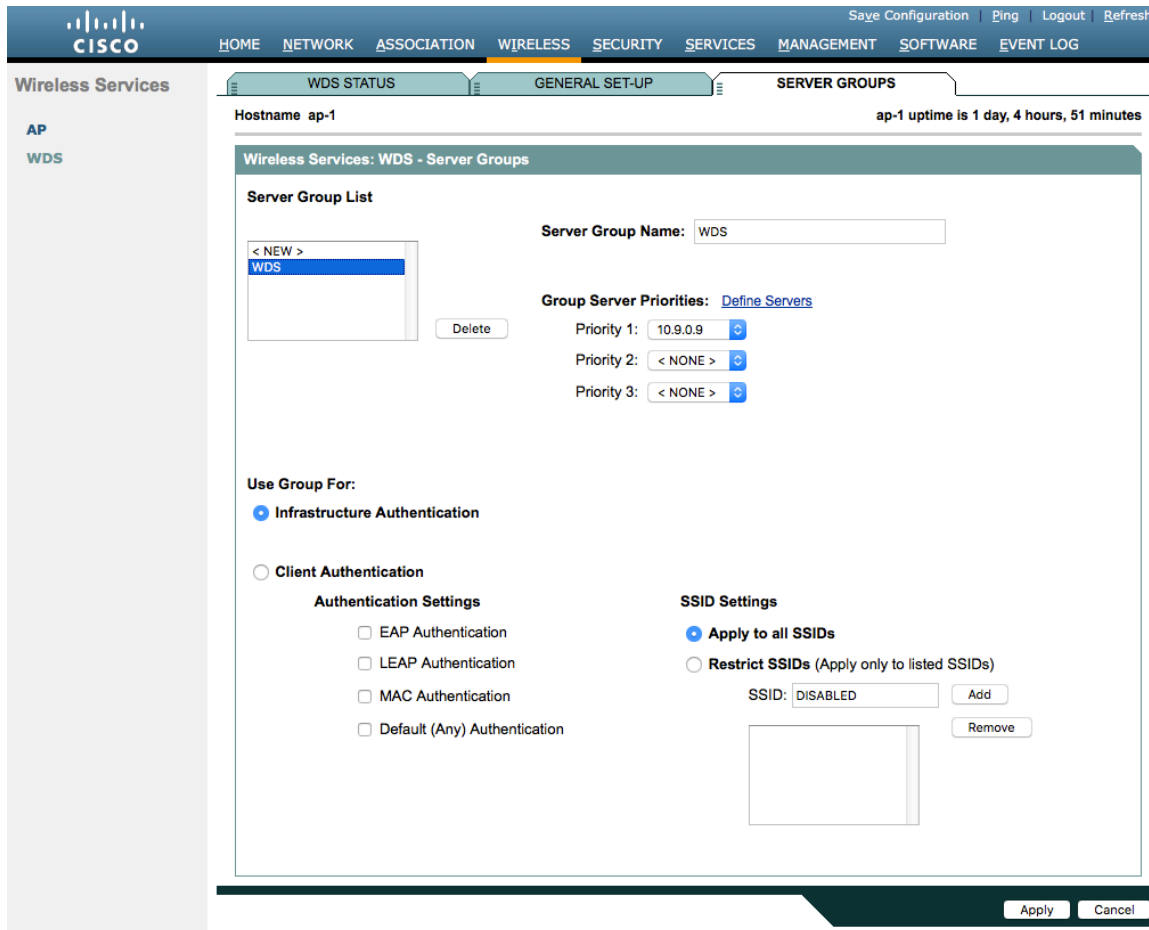 Save Configuration | Ping | Logout | Refresh
CISCO
HOME NETWORK ASSOCIATION WIRELESS SECURITY SERVICES MANAGEMENT SOFTWARE EVENT LOG
Wireless Services
AP
WDS
WDS STATUS GENERAL SET-UP SERVER GROUPS
Hostname ap-1 ap-1 uptime is 1 day, 4 hours, 51 minutes
Wireless Services: WDS - Server Groups
Server Group List
Server Group Name: WDS
< NEW >
WDS
Delete
Group Server Priorities: Define Servers
Priority 1: 10.9.0.9
Priority 2: < NONE >
Priority 3: < NONE >
Use Group For:
Infrastructure Authentication
Client Authentication
Authentication Settings
EAP Authentication
LEAP Authentication
MAC Authentication
Default (Any) Authentication
SSID Settings
Apply to all SSIDs
Restrict SSIDs (Apply only to listed SSIDs)
SSID: DISABLED Add
Remove
Apply Cancel